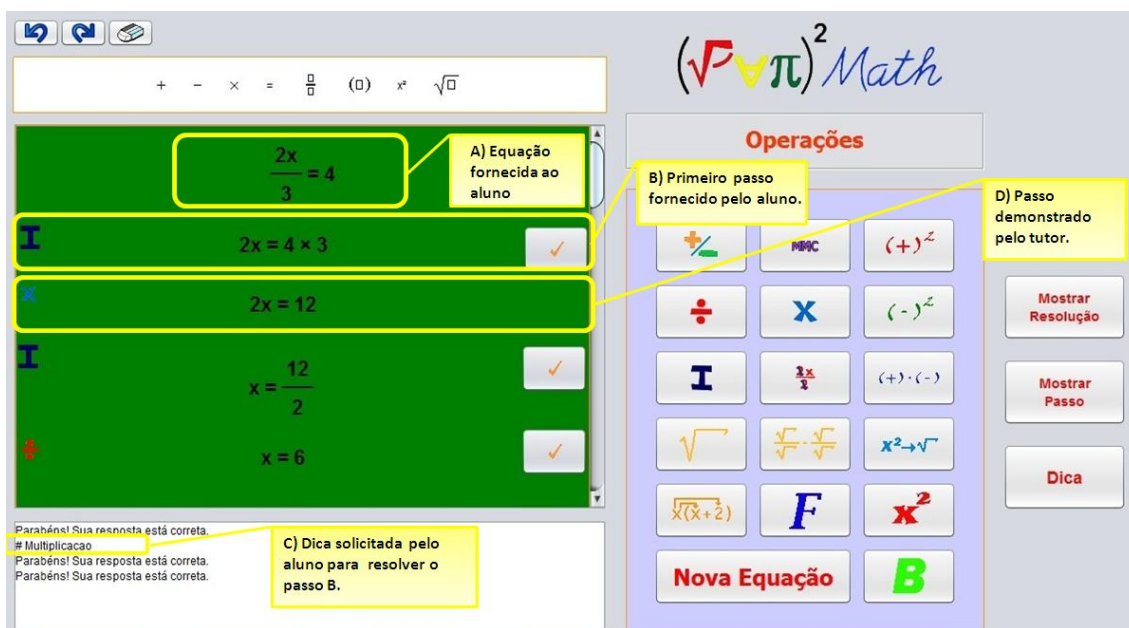 + − × = □/□ (□) x² √□
(√ ∀ π)² Math
2x/3 = 4
A) Equação
fornecida ao
aluno
Operações
B) Primeiro passo
fornecido pelo aluno.
D) Passo
demonstrado
pelo tutor.
I 2x = 4 × 3 ✓
x 2x = 12
I x = 12/2 ✓
÷ x = 6 ✓
+/− MMC (+)²
÷ x (-)²
I 2x/2 (+)·(-)
√ √/√·√/√ x²→√
x(x+2) F x²
Nova Equação B
Mostrar
Resolução
Mostrar
Passo
Dica
Parabéns! Sua resposta está correta.
# Multiplicacao
Parabéns! Sua resposta está correta.
Parabéns! Sua resposta está correta.
C) Dica solicitada pelo
aluno para resolver o
passo B.